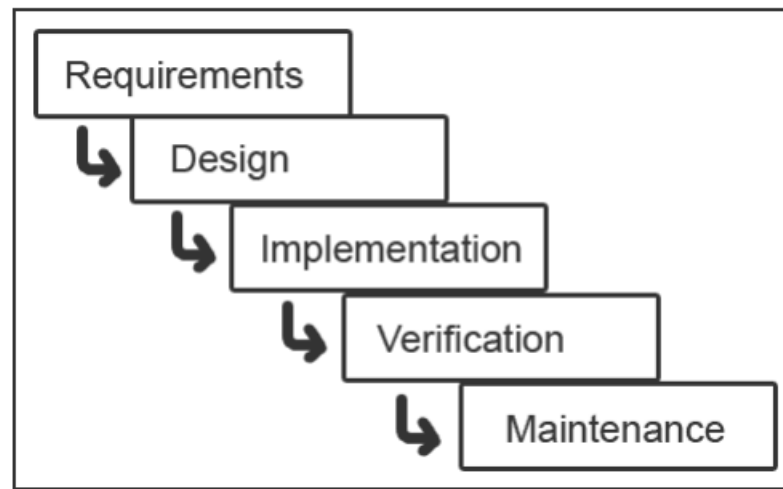 Requirements
Design
Implementation
Verification
Maintenance